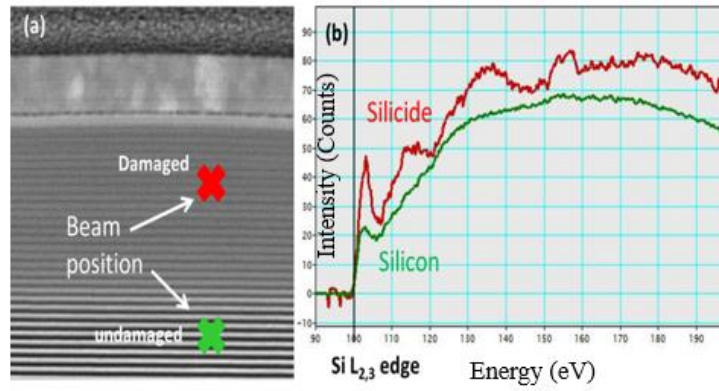 (a)
Damaged
Beam
position
undamaged
(b)
Silicide
Silicon
Intensity (Counts)
90
80
70
60
50
40
30
20
10
0
-10
90 100 110 120 130 140 150 160 170 180 190
Si L2,3 edge
Energy (eV)